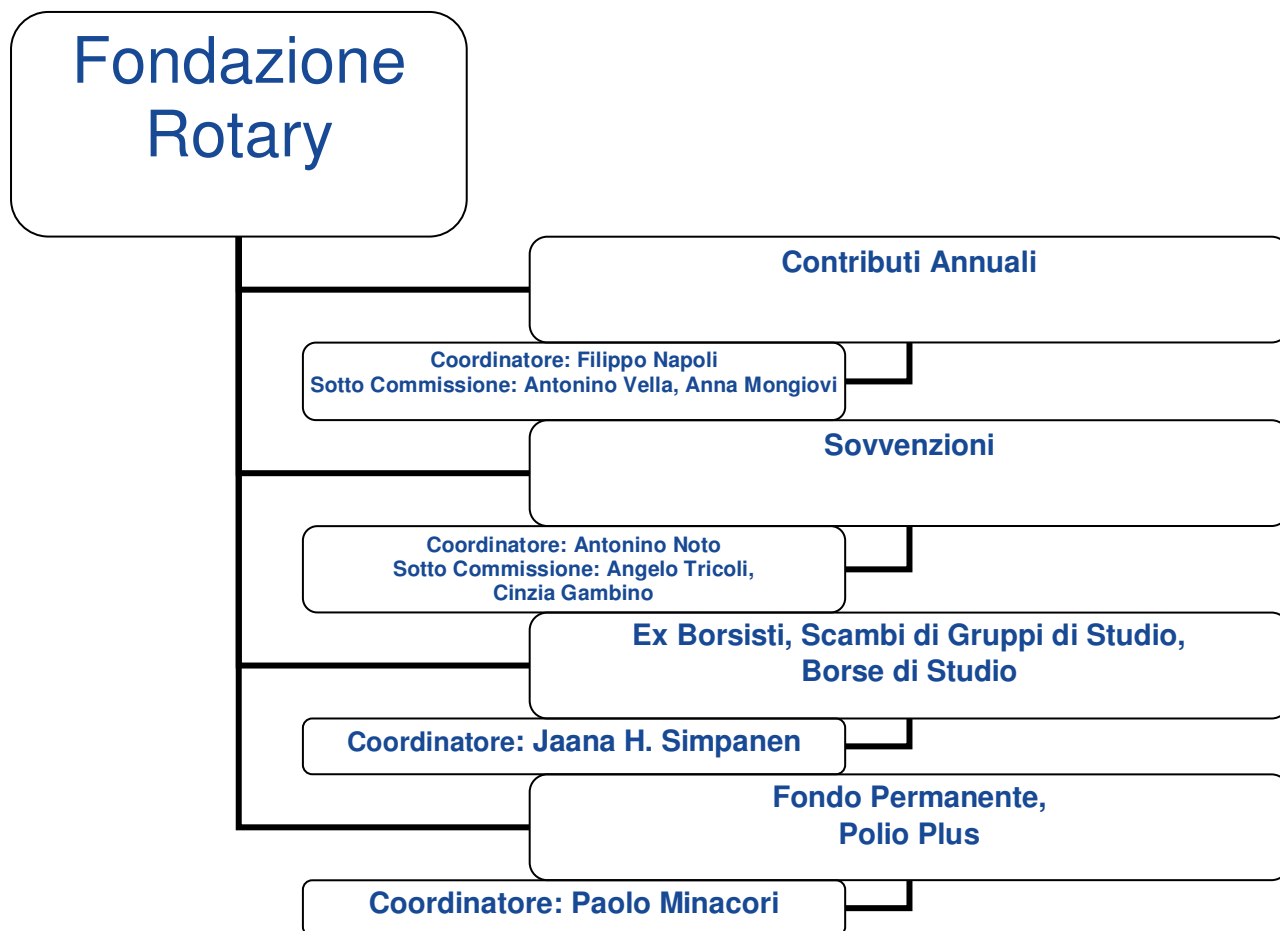 Fondazione
Rotary
Contributi Annuali
Coordinatore: Filippo Napoli
Sotto Commissione: Antonino Vella, Anna Mongiovi
Sovvenzioni
Coordinatore: Antonino Noto
Sotto Commissione: Angelo Tricoli,
Cinzia Gambino
Ex Borsisti, Scambi di Gruppi di Studio,
Borse di Studio
Coordinatore: Jaana H. Simpanen
Fondo Permanente,
Polio Plus
Coordinatore: Paolo Minacori